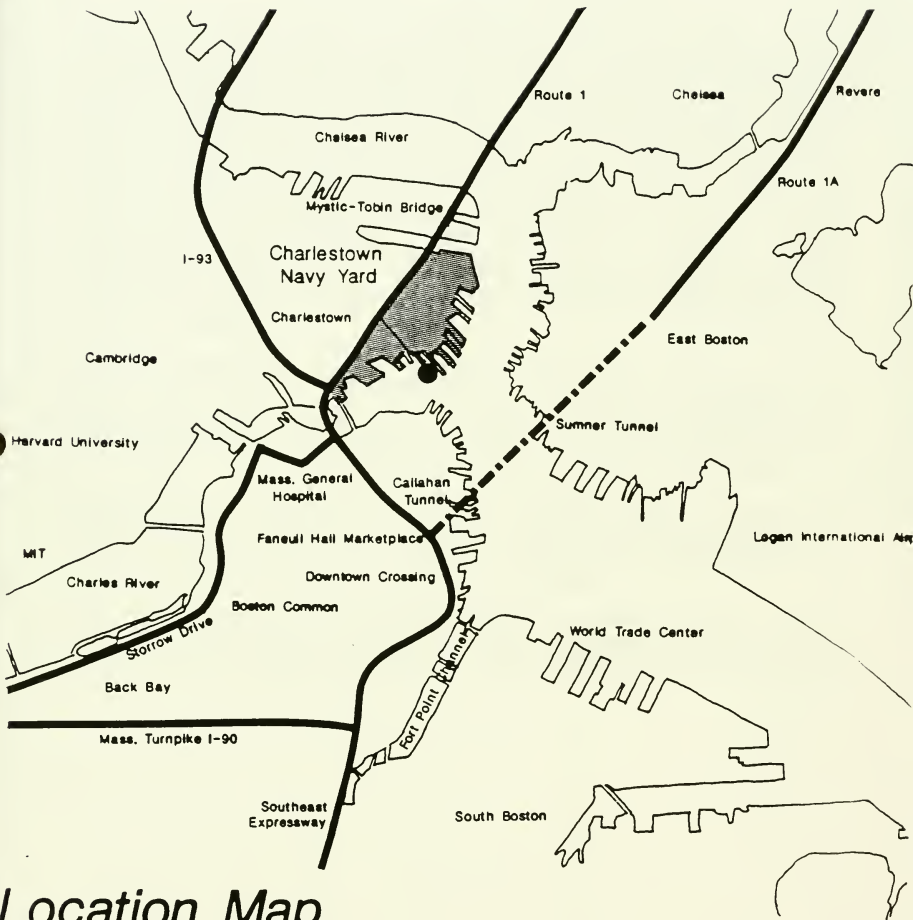 Route 1
Chelsea
Revere
Chelsea River
Route 1A
Mystic-Tobin Bridge
I-93
Charlestown
Navy Yard
Charlestown
East Boston
Cambridge
Sumner Tunnel
Harvard University
Mass. General
Hospital
Callahan
Tunnel
Faneuil Hall Marketplace
Logan International
MIT
Downtown Crossing
Charles River
Boston Common
Storrow Drive
World Trade Center
Fort Point Channel
Back Bay
Mass. Turnpike I-90
Southeast
Expressway
South Boston
Location Map